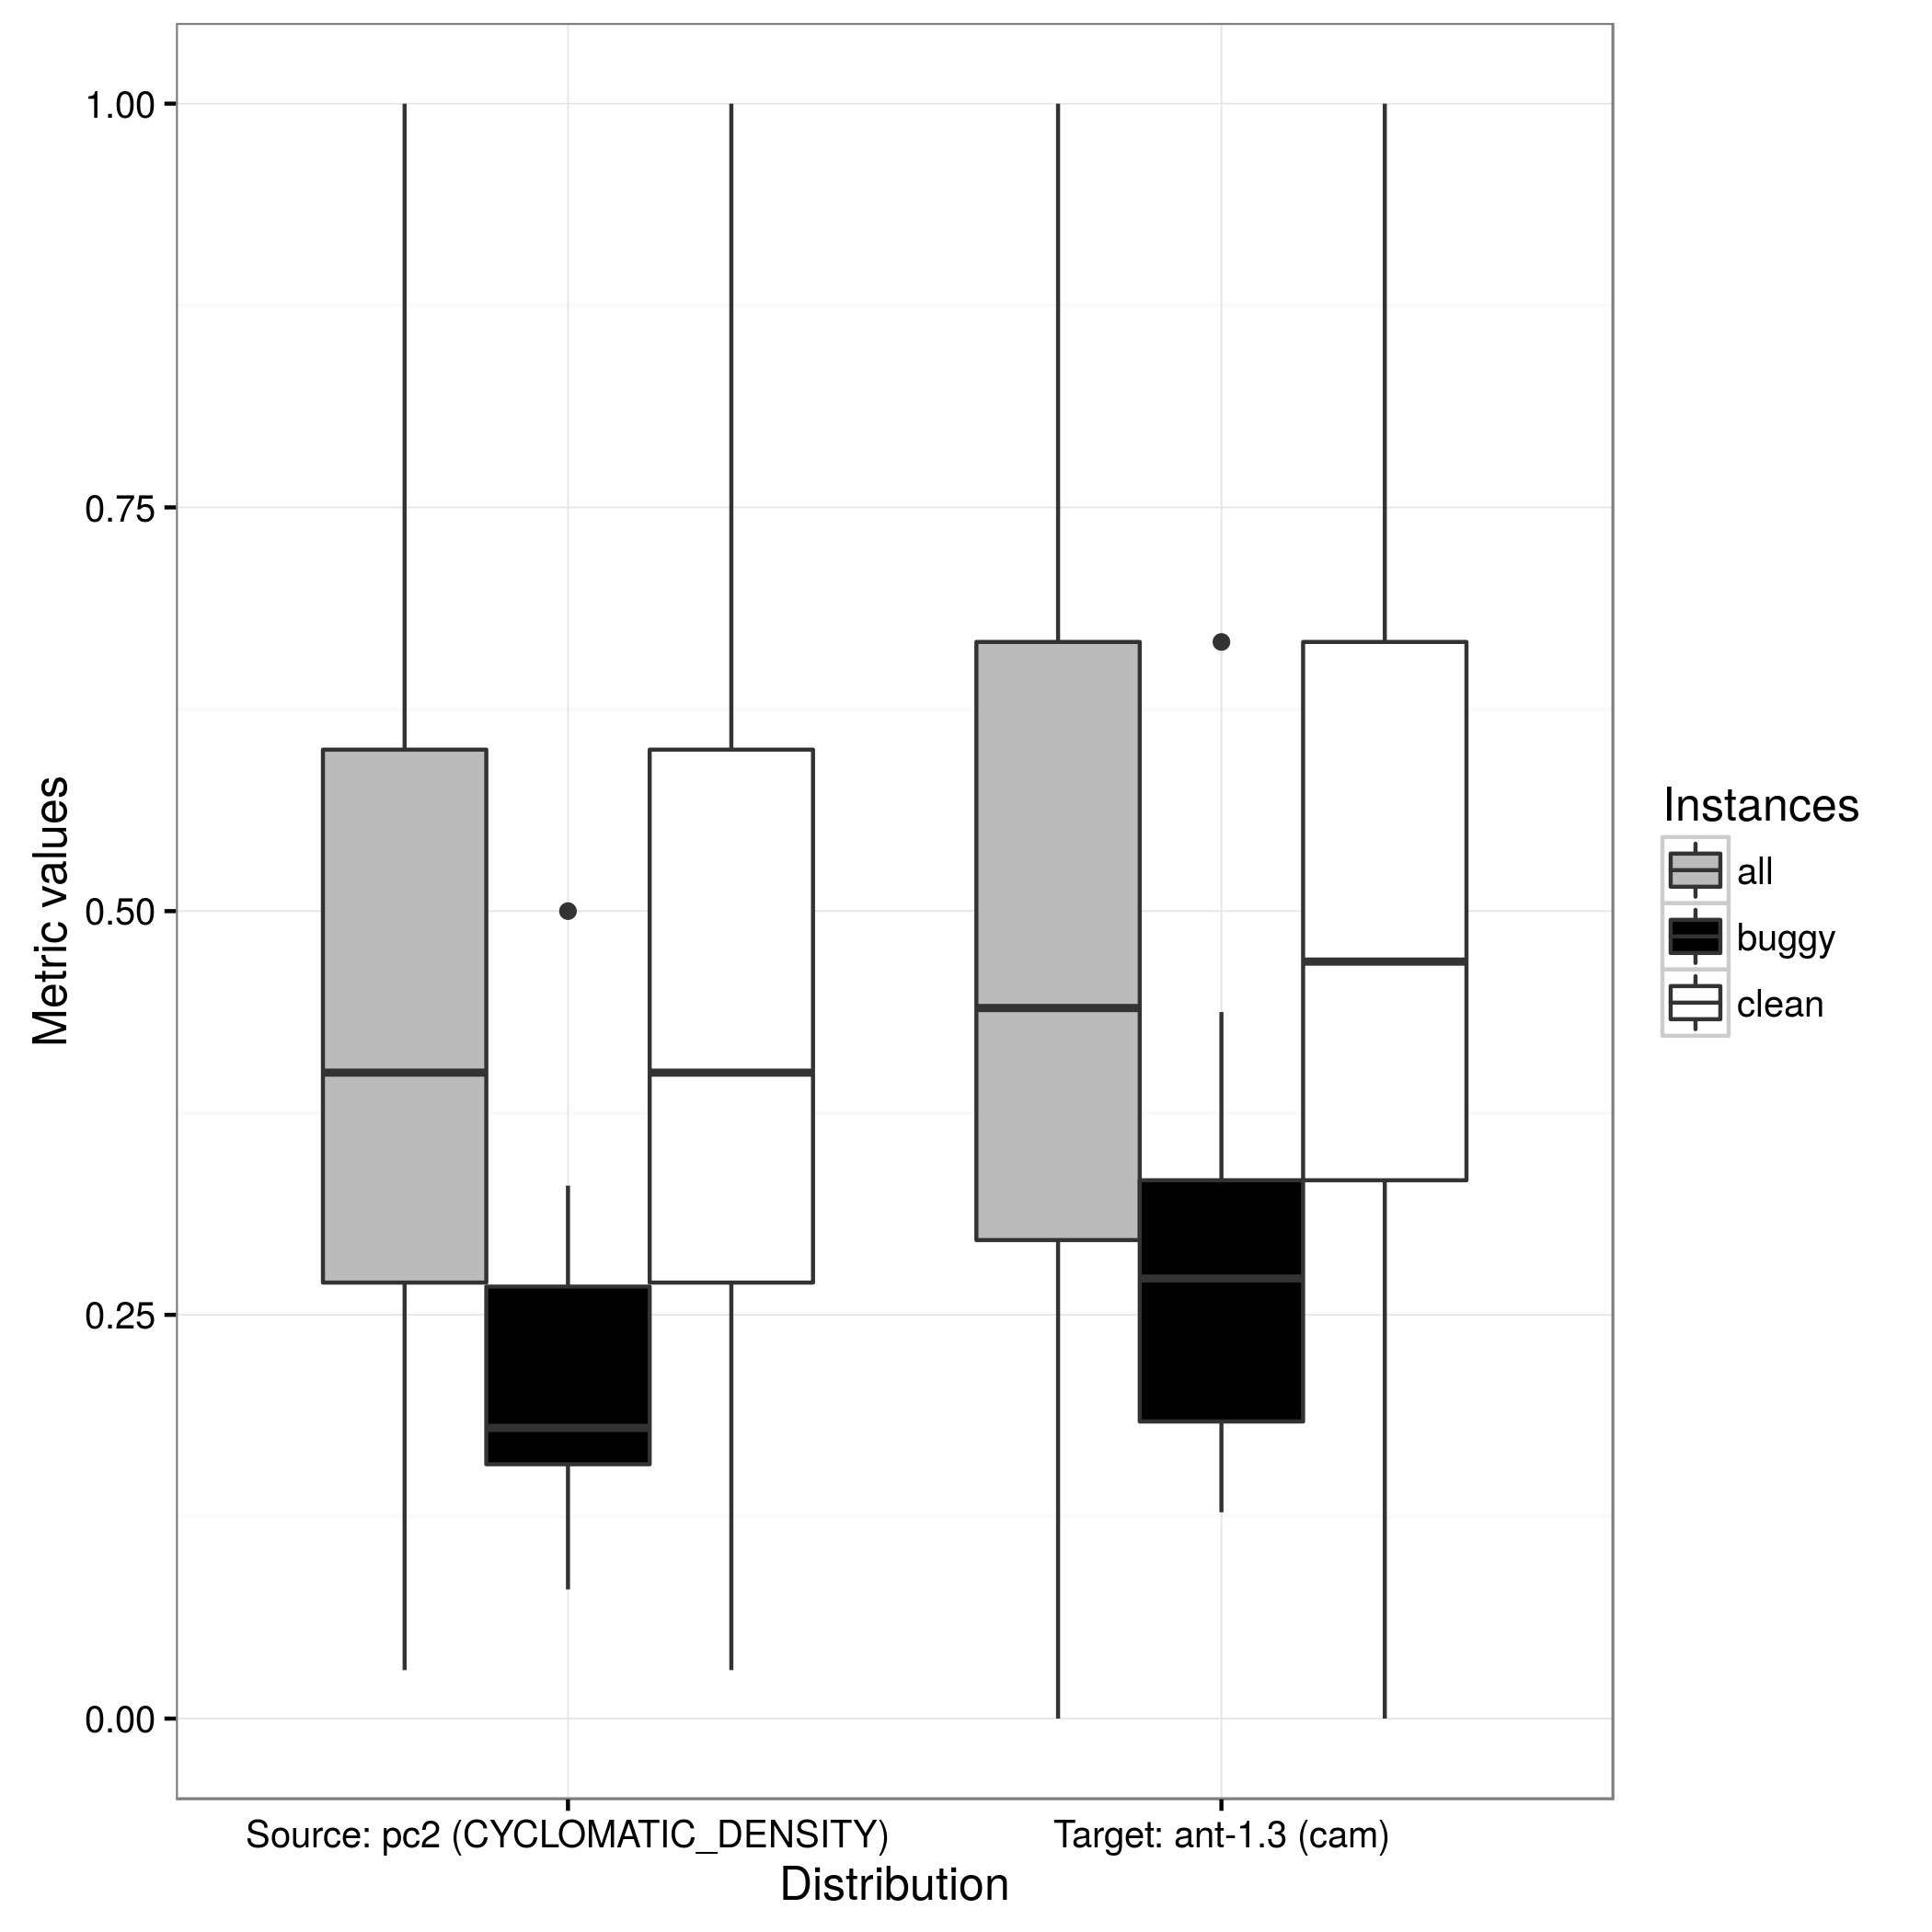 1.00
0.75
0.50
0.25
0.00
Metric values
Source: pc2 (CYCLOMATIC_DENSITY)
Target: ant-1.3 (cam)
Distribution
Instances
all
buggy
clean